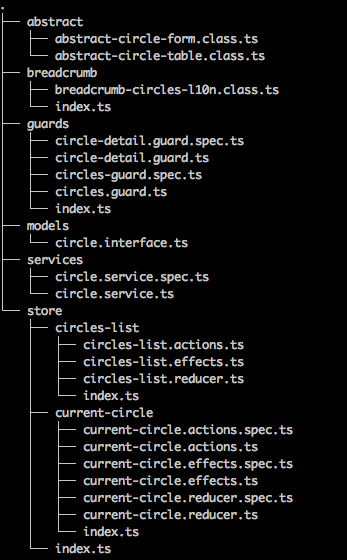 .
├── abstract
│   ├── abstract-circle-form.class.ts
│   └── abstract-circle-table.class.ts
├── breadcrumb
│   ├── breadcrumb-circles-l10n.class.ts
│   └── index.ts
├── guards
│   ├── circle-detail.guard.spec.ts
│   ├── circle-detail.guard.ts
│   ├── circles-guard.spec.ts
│   ├── circles.guard.ts
│   └── index.ts
├── models
│   └── circle.interface.ts
├── services
│   ├── circle.service.spec.ts
│   └── circle.service.ts
└── store
    ├── circles-list
    │   ├── circles-list.actions.ts
    │   ├── circles-list.effects.ts
    │   ├── circles-list.reducer.ts
    │   └── index.ts
    ├── current-circle
    │   ├── current-circle.actions.spec.ts
    │   ├── current-circle.actions.ts
    │   ├── current-circle.effects.spec.ts
    │   ├── current-circle.effects.ts
    │   ├── current-circle.reducer.spec.ts
    │   ├── current-circle.reducer.ts
    │   └── index.ts
    └── index.ts